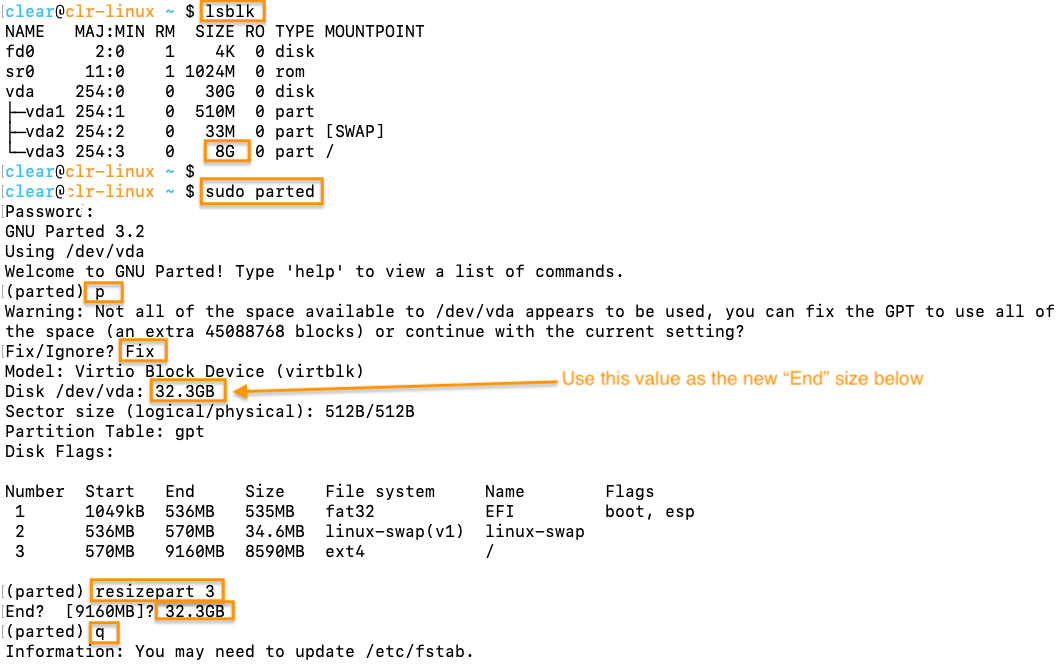 clear@clr-linux ~ $ lsblk
NAME   MAJ:MIN RM  SIZE RO TYPE MOUNTPOINT
fd0      2:0    1    4K  0 disk
sr0     11:0    1 1024M  0 rom
vda    254:0    0   30G  0 disk
├─vda1 254:1    0  510M  0 part
├─vda2 254:2    0   33M  0 part [SWAP]
└─vda3 254:3    0    8G  0 part /
clear@clr-linux ~ $
clear@clr-linux ~ $ sudo parted
Password:
GNU Parted 3.2
Using /dev/vda
Welcome to GNU Parted! Type 'help' to view a list of commands.
(parted) p
Warning: Not all of the space available to /dev/vda appears to be used, you can fix the GPT to use all of
the space (an extra 45088768 blocks) or continue with the current setting?
Fix/Ignore? Fix
Model: Virtio Block Device (virtblk)
Disk /dev/vda: 32.3GB
Use this value as the new “End” size below
Sector size (logical/physical): 512B/512B
Partition Table: gpt
Disk Flags:
Number  Start   End     Size    File system     Name        Flags
1      1049kB  536MB   535MB   fat32           EFI         boot, esp
2      536MB   570MB   34.6MB  linux-swap(v1)  linux-swap
3      570MB   9160MB  8590MB  ext4            /
(parted) resizepart 3
End?  [9160MB]? 32.3GB
(parted) q
Information: You may need to update /etc/fstab.